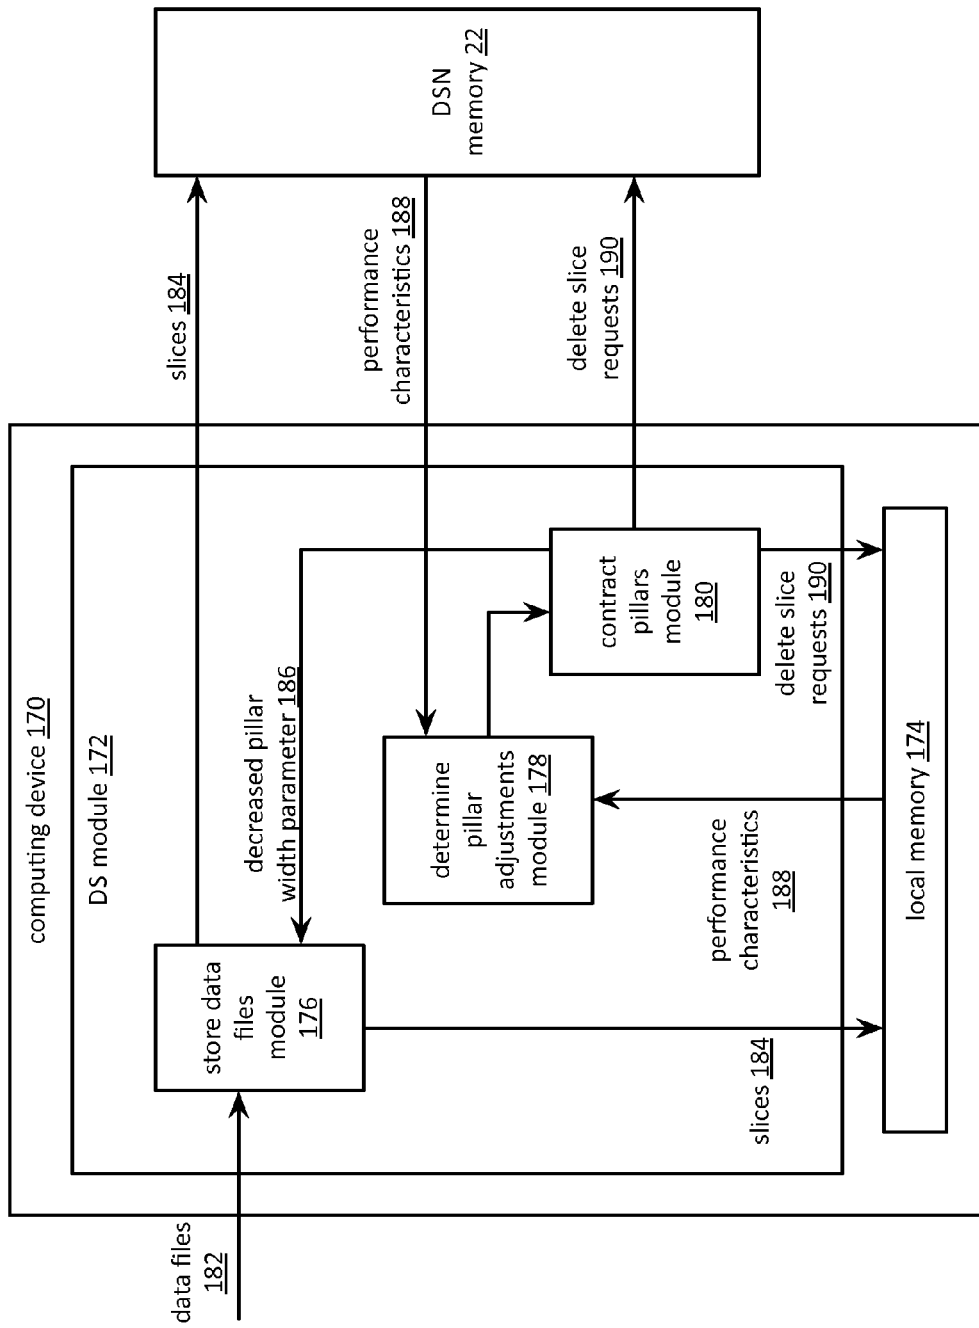 computing device 170
DS module 172
data files
182
store data
files
module
176
slices 184
decreased pillar
width parameter 186
determine
pillar
adjustments
module 178
performance
characteristics 188
contract
pillars
module
180
delete slice
requests 190
DSN
memory 22
slices 184
performance
characteristics
188
delete slice
requests 190
local memory 174